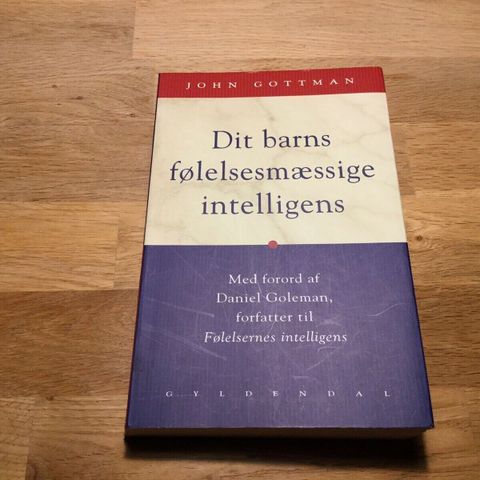 JOHN GOTTMAN
Dit barns
følelsesmæssige
intelligens
Med forord af
Daniel Goleman,
forfatter til
Følelsernes intelligens
GYLDENDAL